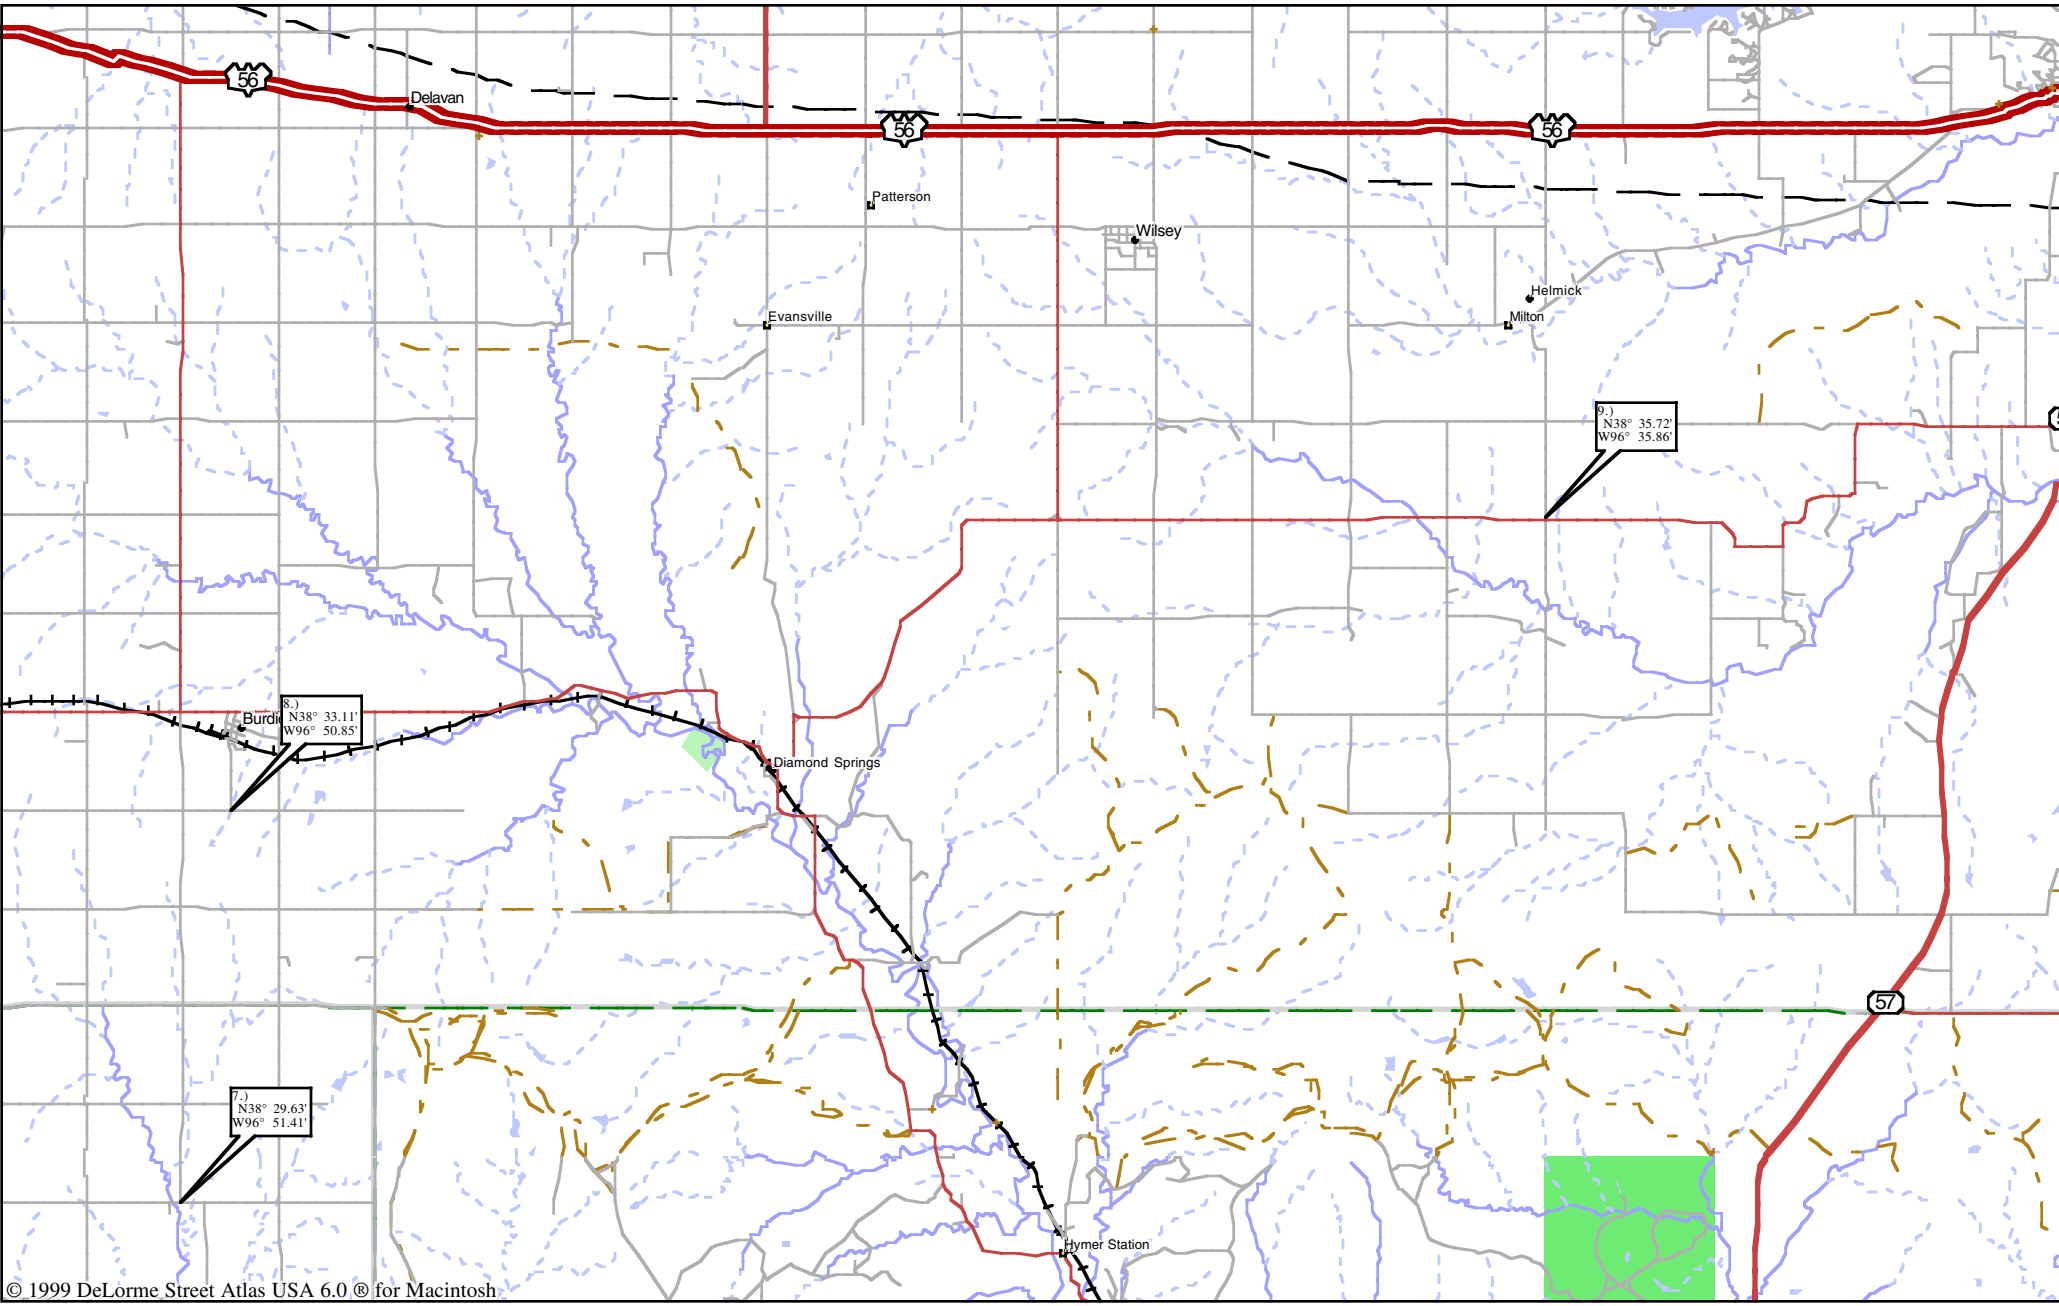 56
Delavan
56
56
Patterson
Wilsey
Helmick
Evansville
Milton
9.)
N38° 35.72'
W96° 35.86'
8.)
N38° 33.11'
W96° 50.85'
Diamond Springs
57
7.)
N38° 29.63'
W96° 51.41'
Hymer Station
© 1999 DeLorme Street Atlas USA 6.0 ® for Macintosh